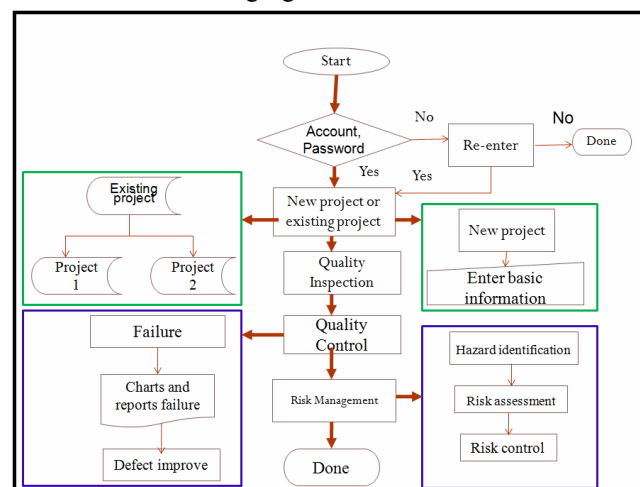 Start
No
No
Account,
Password
Re-enter
Done
Yes
Yes
Existing
project
New project or
existing project
New project
Project
1
Project
2
Quality
Inspection
Enter basic
information
Failure
Quality
Control
Hazard identification
Charts and
reports failure
Risk Management
Risk assessment
Defect improve
Done
Risk control